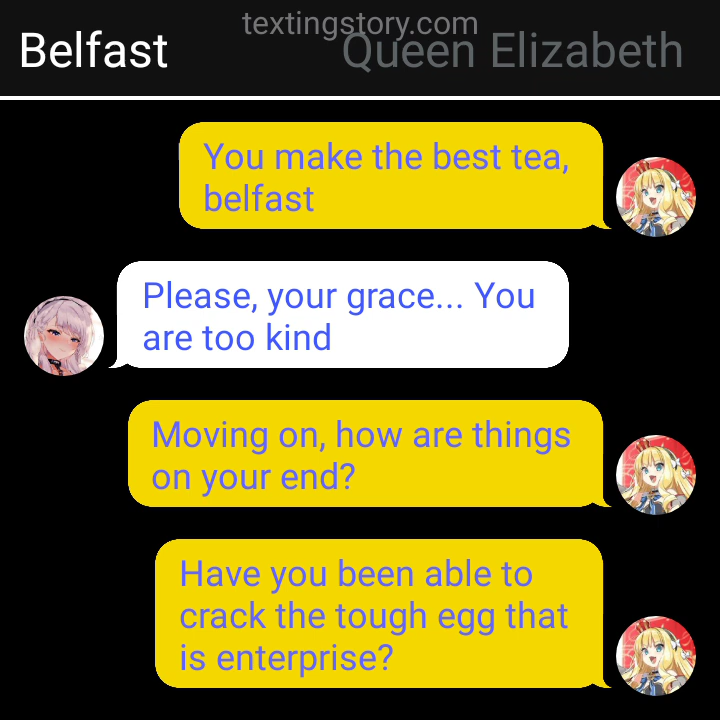 textingstory.com
Belfast
Queen Elizabeth
You make the best tea,
belfast
Please, your grace... You
are too kind
Moving on, how are things
on your end?
Have you been able to
crack the tough egg that
is enterprise?